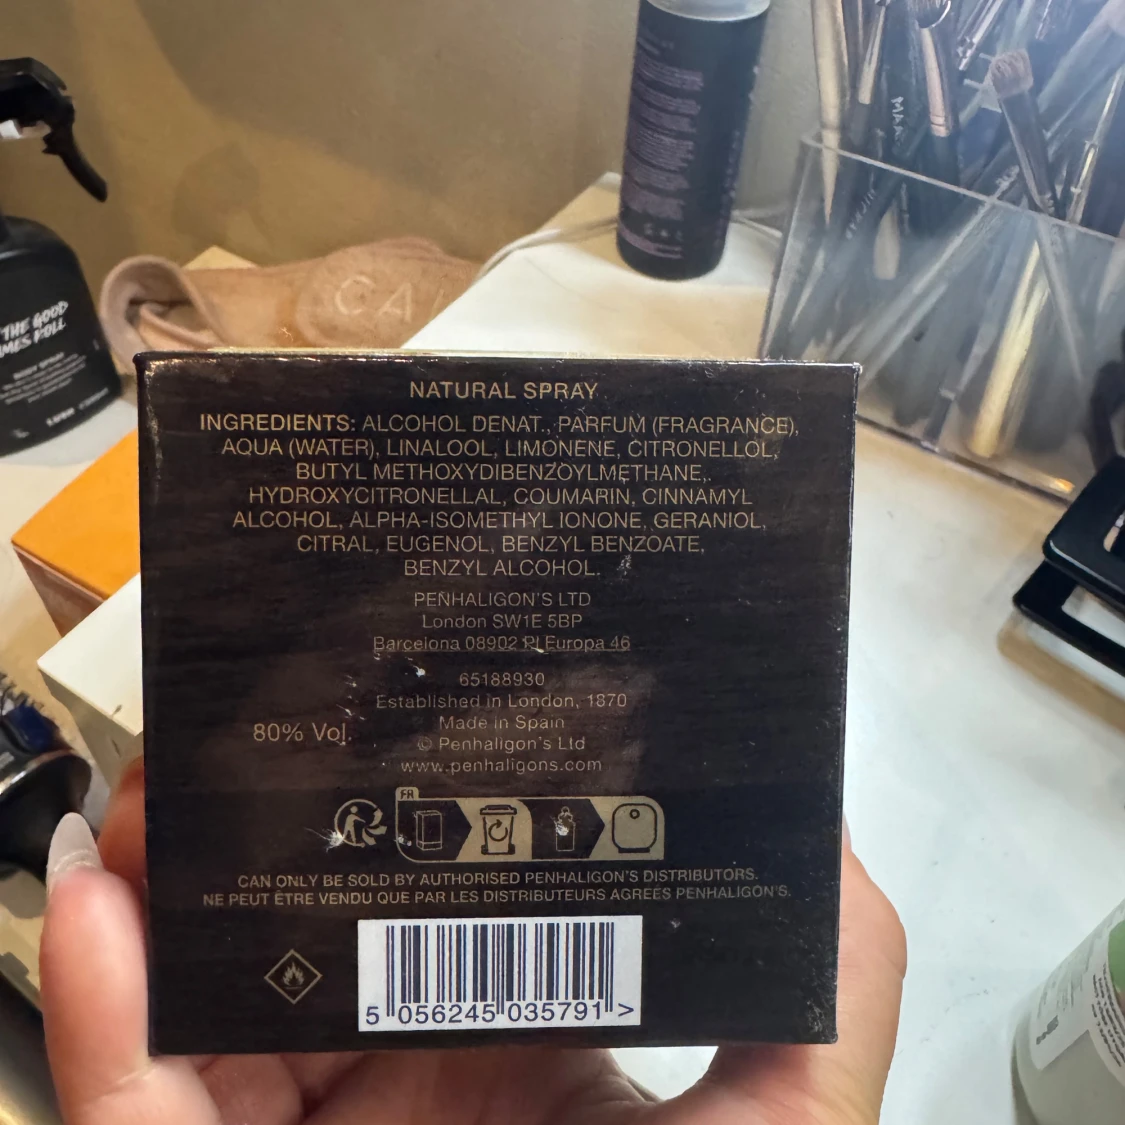 THE GOOD
BODY SPRAY
CA
NATURAL SPRAY
INGREDIENTS: ALCOHOL DENAT., PARFUM (FRAGRANCE),
AQUA (WATER), LINALOOL, LIMONENE, CITRONELLOL,
BUTYL METHOXYDIBENZOYLMETHANE,
HYDROXYCITRONELLAL, COUMARIN, CINNAMYL
ALCOHOL, ALPHA-ISOMETHYL IONONE, GERANIOL,
CITRAL, EUGENOL, BENZYL BENZOATE,
BENZYL ALCOHOL.
PENHALIGON'S LTD
London SW1E 5BP
Barcelona 08902 Pl Europa 46
65188930
Established in London, 1870
80% Vol.
Made in Spain
© Penhaligon's Ltd
www.penhaligons.com
FR
CAN ONLY BE SOLD BY AUTHORISED PENHALIGON'S DISTRIBUTORS.
NE PEUT ÊTRE VENDU QUE PAR LES DISTRIBUTEURS AGRÉÉS PENHALIGON'S.
5 056245 035791 >